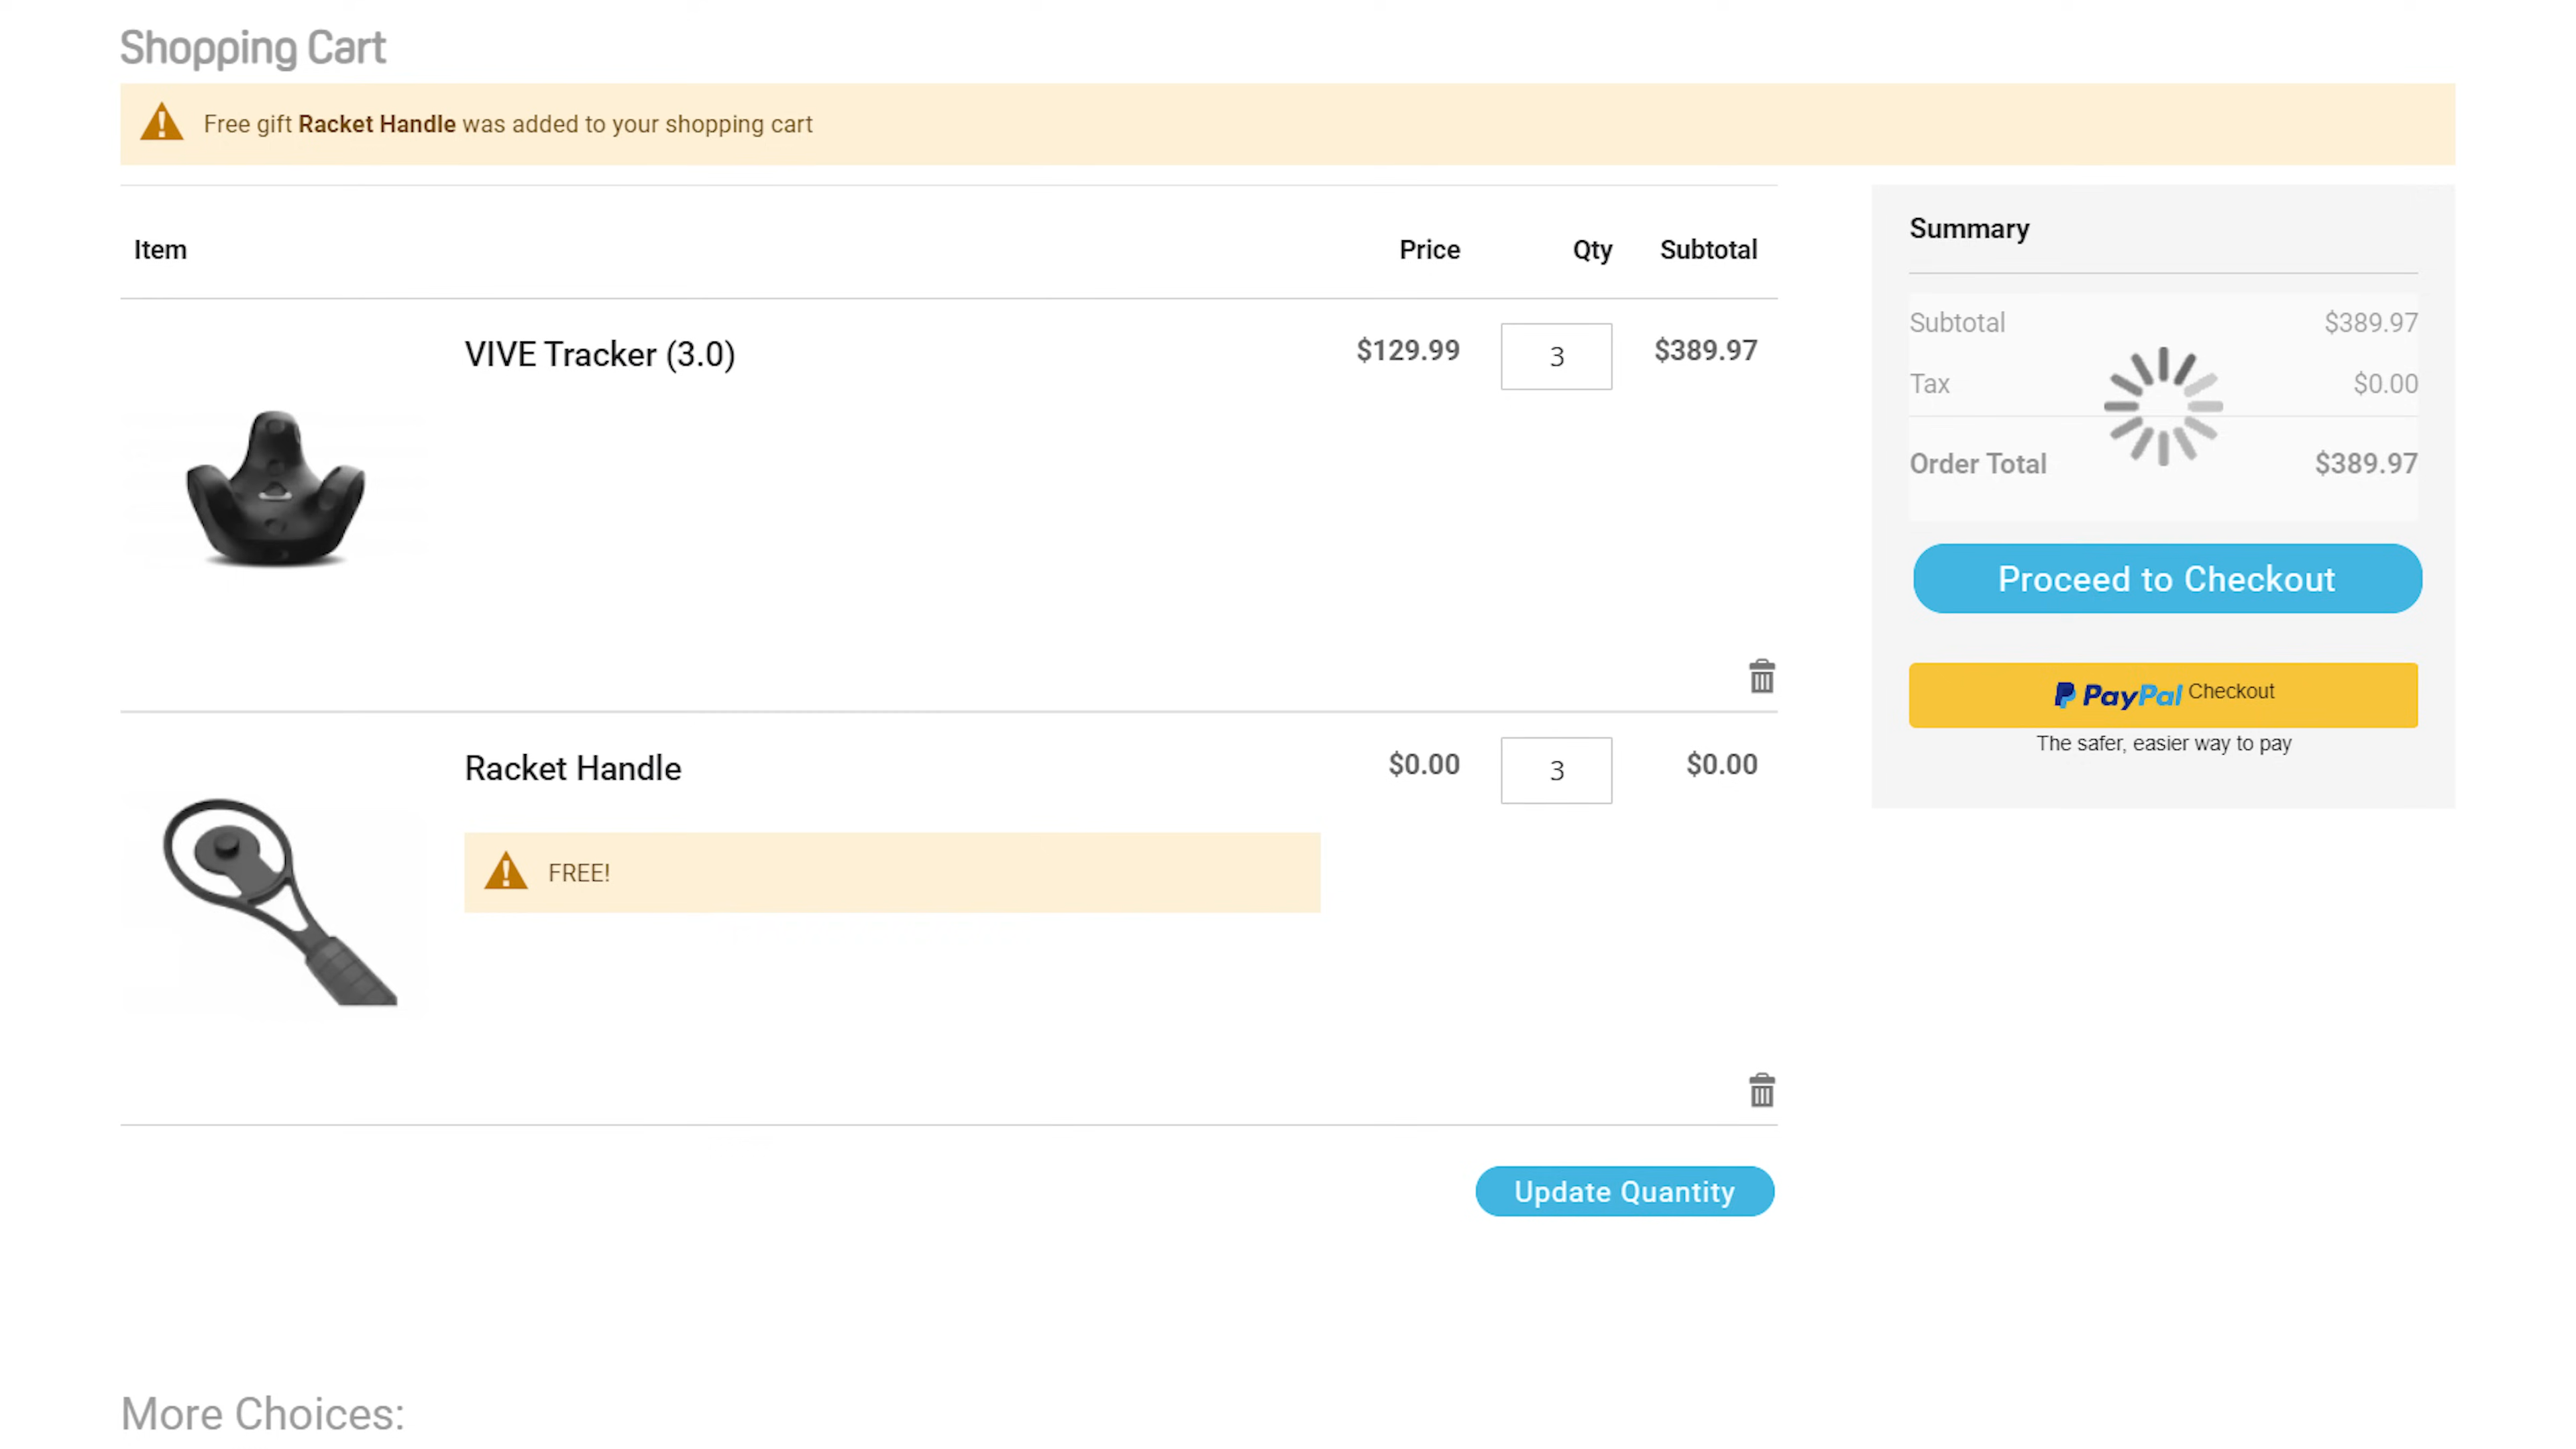 Shopping Cart
Free gift Racket Handle was added to your shopping cart
Item Price Qty Subtotal
VIVE Tracker (3.0) $129.99 3 $389.97
Racket Handle $0.00 3 $0.00
FREE!
Update Quantity
Summary
Subtotal $389.97
Tax $0.00
Order Total $389.97
Proceed to Checkout
PayPal Checkout
The safer, easier way to pay
More Choices: